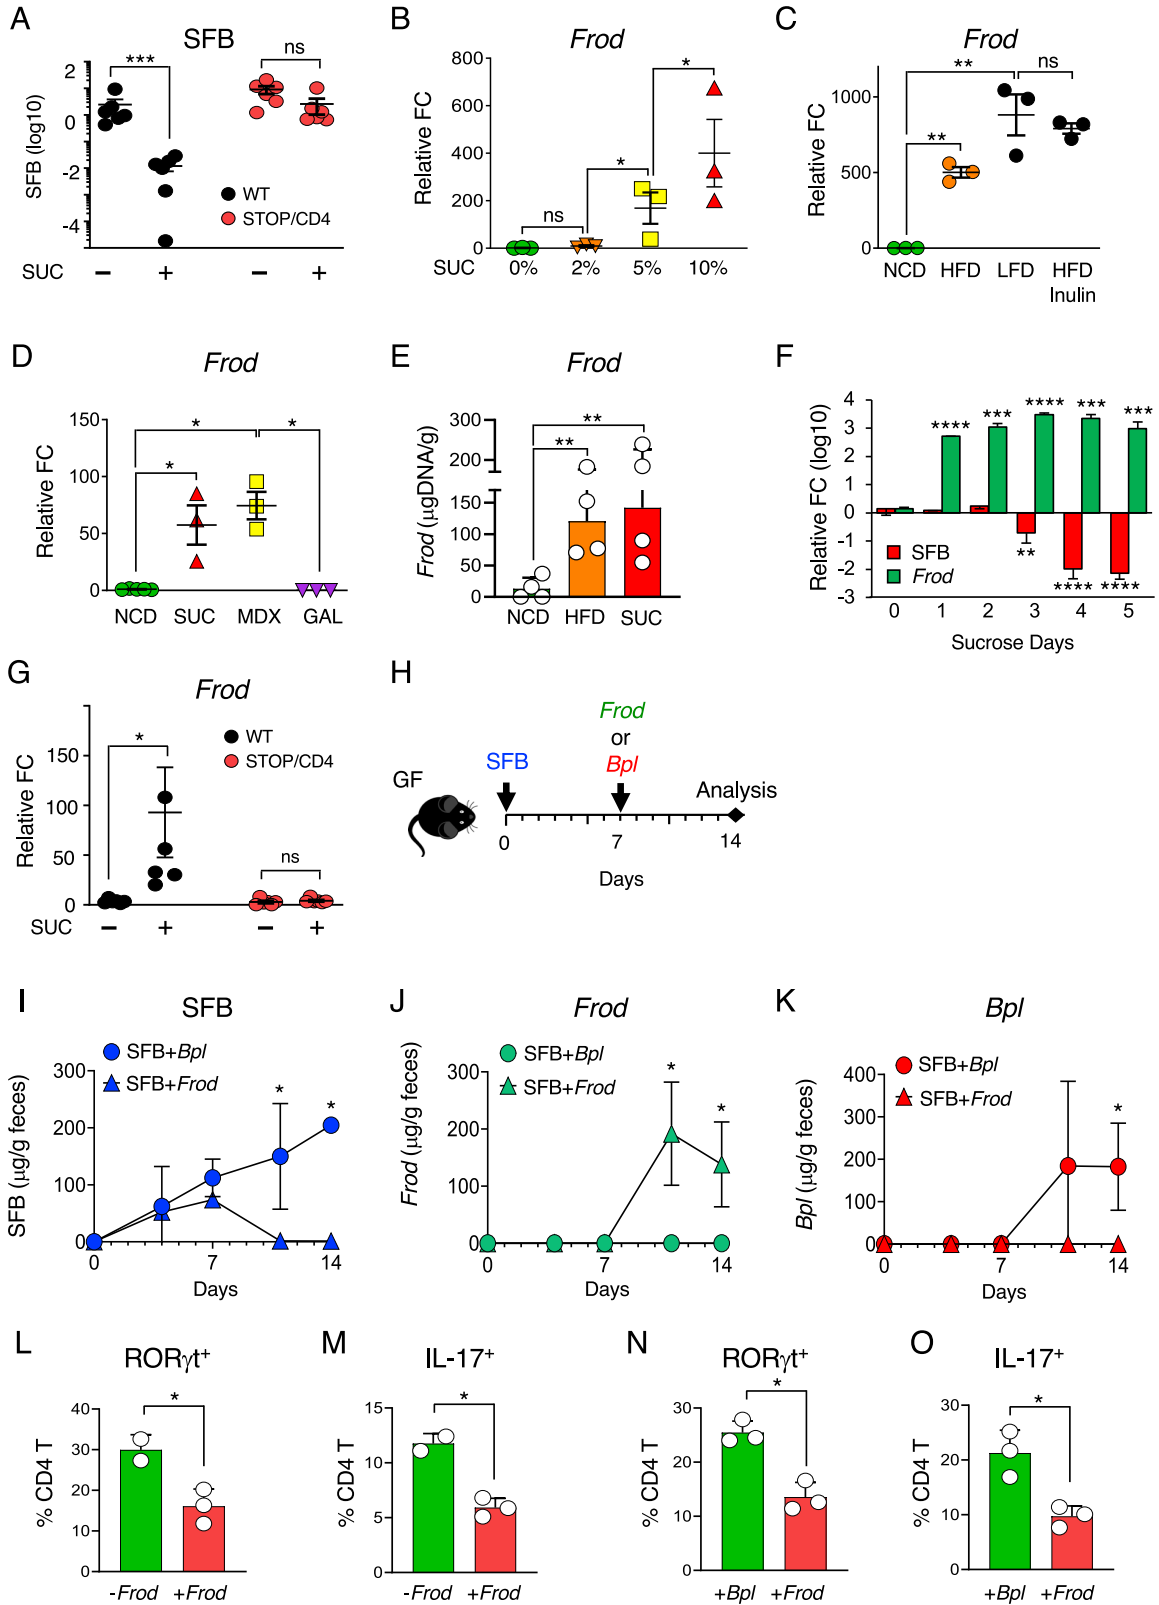 A
SFB
SFB (log10)
2
0
-2
-4
***
ns
WT
STOP/CD4
SUC
−
+
−
+
B
Frod
Relative FC
800
600
400
200
0
ns
*
*
SUC
0%
2%
5%
10%
C
Frod
Relative FC
1000
500
0
**
**
ns
NCD
HFD
LFD
HFD
Inulin
D
Frod
Relative FC
150
100
50
0
*
*
*
NCD
SUC
MDX
GAL
E
Frod
Frod (μgDNA/g)
300
200
150
100
50
0
**
**
NCD
HFD
SUC
F
Relative FC (log10)
4
3
2
1
0
-1
-2
-3
****
***
****
***
***
**
****
****
SFB
Frod
0
1
2
3
4
5
Sucrose Days
G
Frod
Relative FC
150
100
50
0
*
ns
WT
STOP/CD4
SUC
−
+
−
+
H
GF
SFB
Frod
or
Bpl
Analysis
0
7
14
Days
I
SFB
SFB+Bpl
SFB+Frod
SFB (μg/g feces)
300
200
100
0
*
*
0
7
14
Days
J
Frod
SFB+Bpl
SFB+Frod
Frod (μg/g feces)
300
200
100
0
*
*
0
7
14
Days
K
Bpl
SFB+Bpl
SFB+Frod
Bpl (μg/g feces)
400
300
200
100
0
*
0
7
14
Days
L
RORγt+
% CD4 T
40
30
20
10
0
*
-Frod
+Frod
M
IL-17+
% CD4 T
15
10
5
0
*
-Frod
+Frod
N
RORγt+
% CD4 T
30
20
10
0
*
+Bpl
+Frod
O
IL-17+
% CD4 T
30
20
10
0
*
+Bpl
+Frod